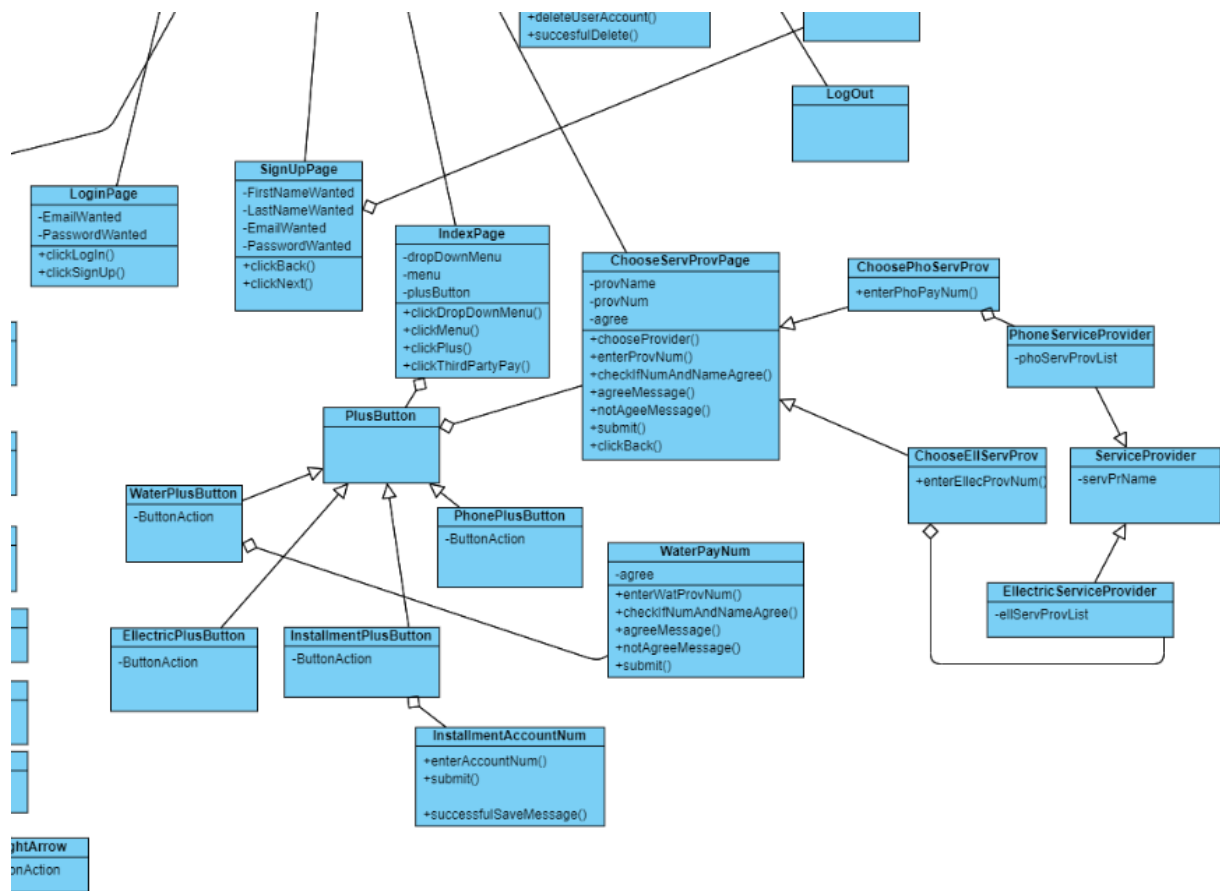 +deleteUserAccount()
+succesfulDelete()
LogOut
LoginPage
-EmailWanted
-PasswordWanted
+clickLogIn()
+clickSignUp()
SignUpPage
-FirstNameWanted
-LastNameWanted
-EmailWanted
-PasswordWanted
+clickBack()
+clickNext()
IndexPage
-dropDownMenu
-menu
-plusButton
+clickDropDownMenu()
+clickMenu()
+clickPlus()
+clickThirdPartyPay()
ChooseServProvPage
-provName
-provNum
-agree
+chooseProvider()
+enterProvNum()
+checkIfNumAndNameAgree()
+agreeMessage()
+notAgeeMessage()
+submit()
+clickBack()
ChoosePhoServProv
+enterPhoPayNum()
PhoneServiceProvider
-phoServProvList
PlusButton
ChooseEllServProv
+enterEllecProvNum()
ServiceProvider
-servPrName
WaterPlusButton
-ButtonAction
PhonePlusButton
-ButtonAction
WaterPayNum
-agree
+enterWatProvNum()
+checkIfNumAndNameAgree()
+agreeMessage()
+notAgreeMessage()
+submit()
EllectricServiceProvider
-ellServProvList
EllectricPlusButton
-ButtonAction
InstallmentPlusButton
-ButtonAction
InstallmentAccountNum
+enterAccountNum()
+submit()
+successfulSaveMessage()
ghtArrow
onAction